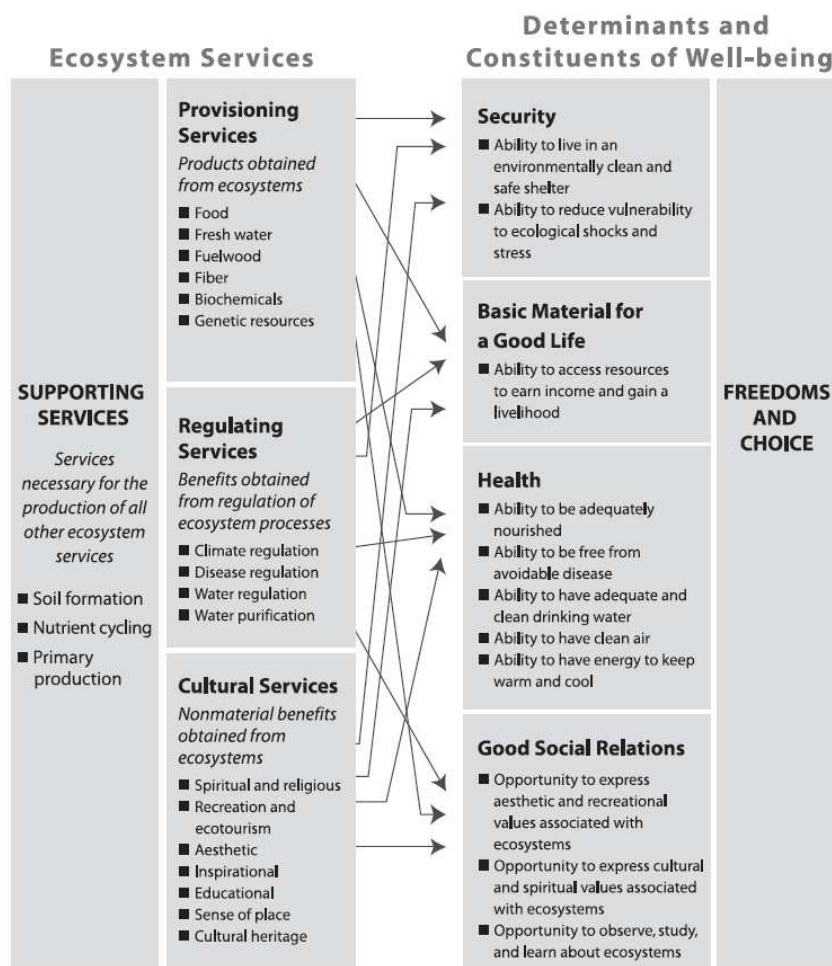 Ecosystem Services
Determinants and
Constituents of Well-being
SUPPORTING
SERVICES
Services
necessary for the
production of all
other ecosystem
services
■ Soil formation
■ Nutrient cycling
■ Primary
production
Provisioning
Services
Products obtained
from ecosystems
■ Food
■ Fresh water
■ Fuelwood
■ Fiber
■ Biochemicals
■ Genetic resources
Regulating
Services
Benefits obtained
from regulation of
ecosystem processes
■ Climate regulation
■ Disease regulation
■ Water regulation
■ Water purification
Cultural Services
Nonmaterial benefits
obtained from
ecosystems
■ Spiritual and religious
■ Recreation and
ecotourism
■ Aesthetic
■ Inspirational
■ Educational
■ Sense of place
■ Cultural heritage
Security
■ Ability to live in an
environmentally clean and
safe shelter
■ Ability to reduce vulnerability
to ecological shocks and
stress
Basic Material for
a Good Life
■ Ability to access resources
to earn income and gain a
livelihood
Health
■ Ability to be adequately
nourished
■ Ability to be free from
avoidable disease
■ Ability to have adequate and
clean drinking water
■ Ability to have clean air
■ Ability to have energy to keep
warm and cool
Good Social Relations
■ Opportunity to express
aesthetic and recreational
values associated with
ecosystems
■ Opportunity to express cultural
and spiritual values associated
with ecosystems
■ Opportunity to observe, study,
and learn about ecosystems
FREEDOMS
AND
CHOICE